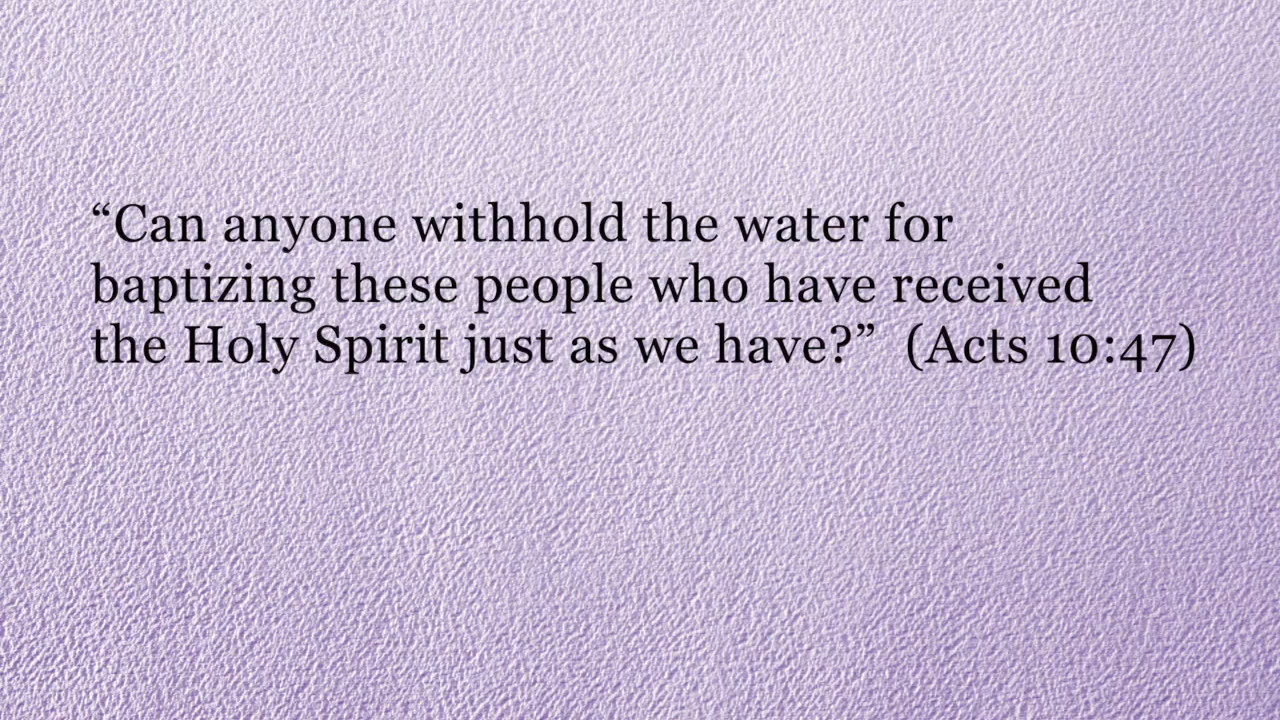 “Can anyone withhold the water for
baptizing these people who have received
the Holy Spirit just as we have?”  (Acts 10:47)